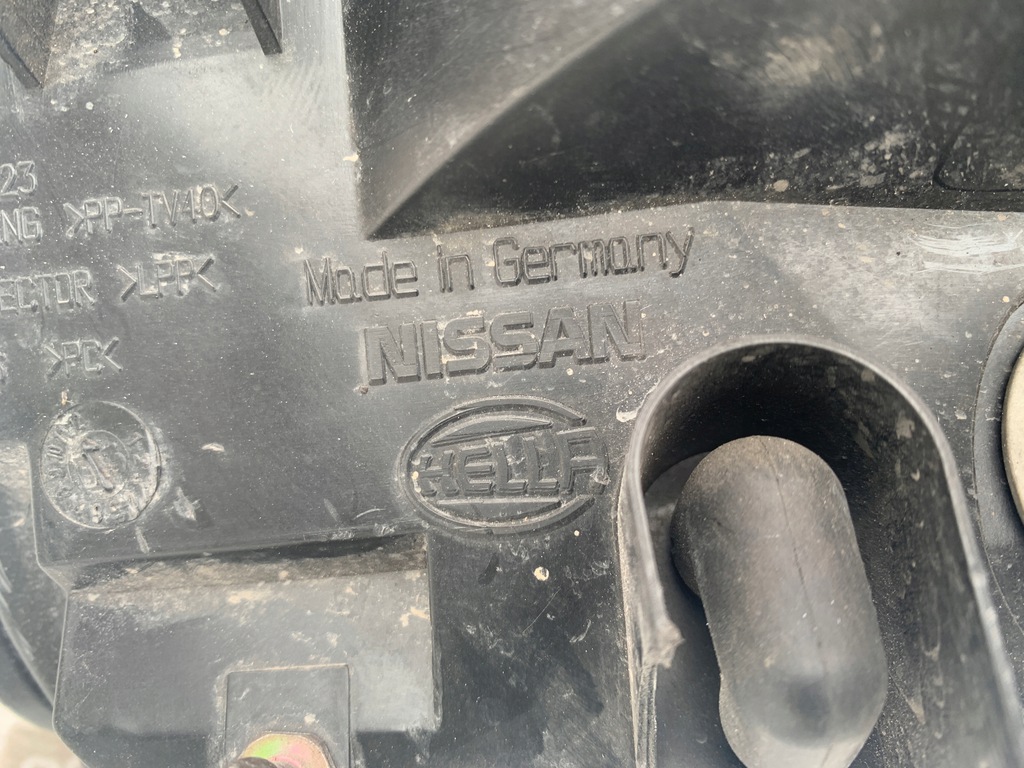 23
NG >PP-TV40<
ECTOR >LPP<
>PC<
Made in Germany
NISSAN
HELLA